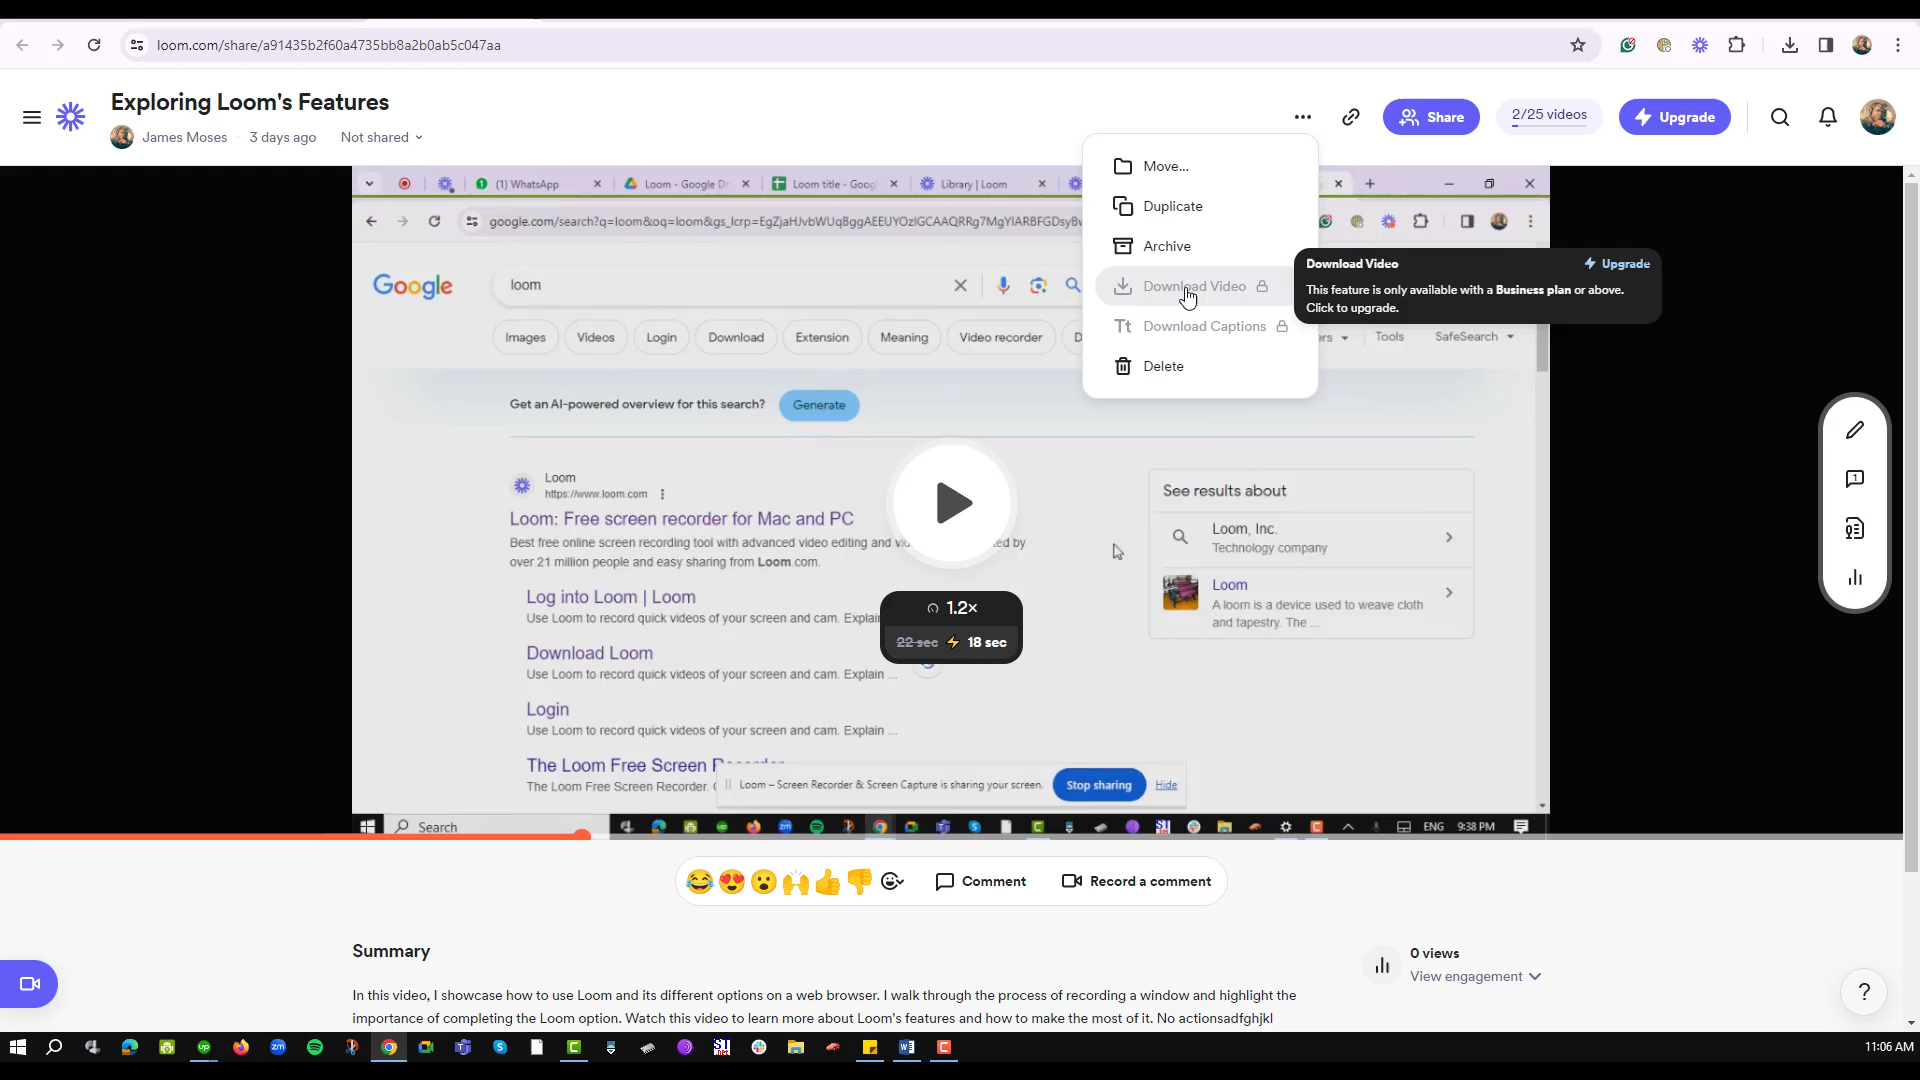 loom.com/share/a91435b2f60a4735bb8a2b0ab5c047aa
Exploring Loom's Features
James Moses · 3 days ago Not shared
Share
2/25 videos
Upgrade
Move...
Duplicate
Archive
Download Video
Download Captions
Delete
Download Video Upgrade
This feature is only available with a Business plan or above.
Click to upgrade.
(1) WhatsApp
Loom - Google Dr
Loom title - Goog
Library | Loom
google.com/search?q=loom&oq=loom&gs_lcrp=
Google
loom
Images
Videos
Login
Download
Extension
Meaning
Video recorder
Tools
SafeSearch
Get an AI-powered overview for this search?
Generate
Loom
https://www.loom.com
Loom: Free screen recorder for Mac and PC
Best free online screen recording tool with advanced video editing and
by
over 21 million people and easy sharing from Loom.com.
Log into Loom | Loom
Use Loom to record quick videos of your screen and cam.
Download Loom
Use Loom to record quick videos of your screen and cam. Explain ...
Login
Use Loom to record quick videos of your screen and cam. Explain ...
The Loom Free Screen
The Loom Free Screen Recorder.
See results about
Loom, Inc.
Technology company
Loom
A loom is a device used to weave cloth
and tapestry. The ...
1.2×
22 sec 18 sec
Loom – Screen Recorder & Screen Capture is sharing your screen.
Stop sharing
Hide
Search
ENG 9:38 PM
1
Comment
Record a comment
Summary
In this video, I showcase how to use Loom and its different options on a web browser. I walk through the process of recording a window and highlight the
importance of completing the Loom option. Watch this video to learn more about Loom's features and how to make the most of it. No actionsadfghjkl
0 views
View engagement
?
11:06 AM